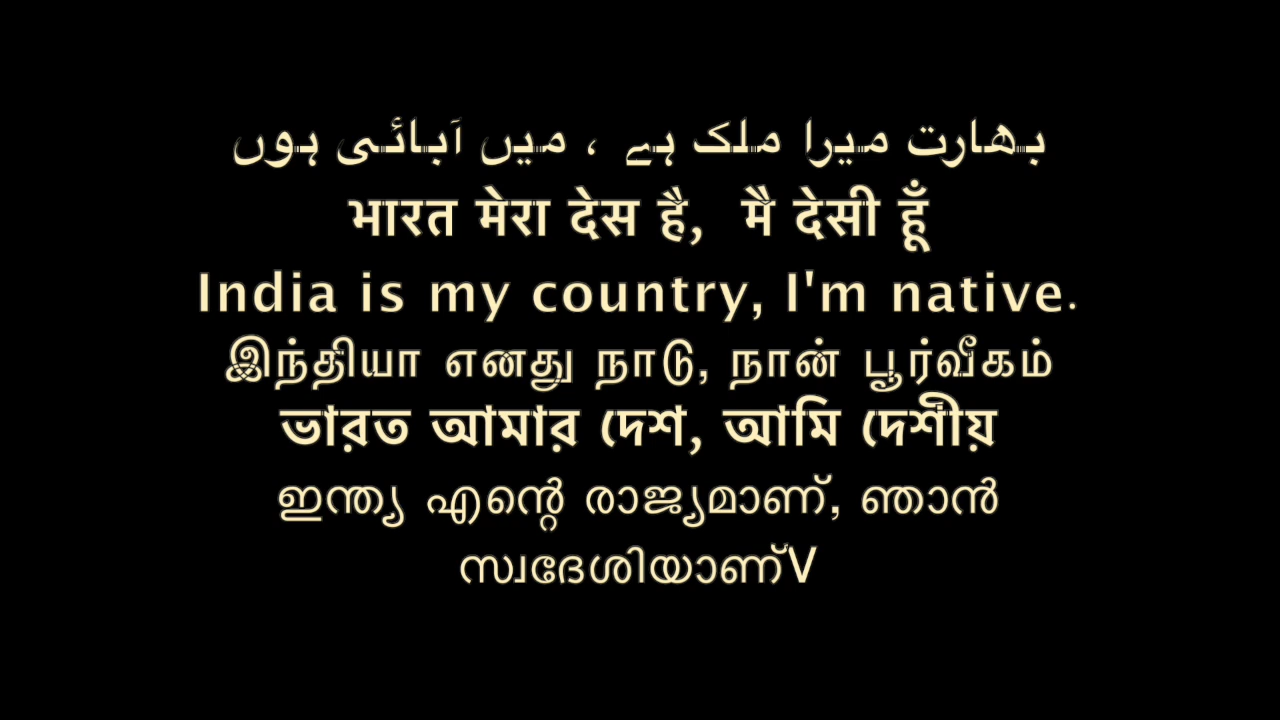 بھارت میرا ملک ہے ، میں آبائی ہوں
भारत मेरा देस है, मै देसी हूँ
India is my country, I'm native.
இந்தியா எனது நாடு, நான் பூர்வீகம்
ভারত আমার দেশ, আমি দেশীয়
ഇന്ത്യ എന്റെ രാജ്യമാണ്, ഞാൻ
സ്വദേശിയാണ്V